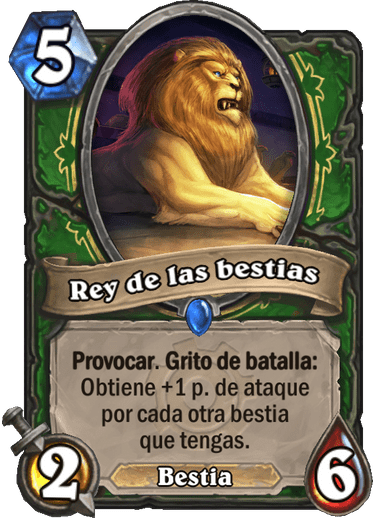 5
Rey de las bestias
Provocar. Grito de batalla:
Obtiene +1 p. de ataque
por cada otra bestia
que tengas.
2
Bestia
6